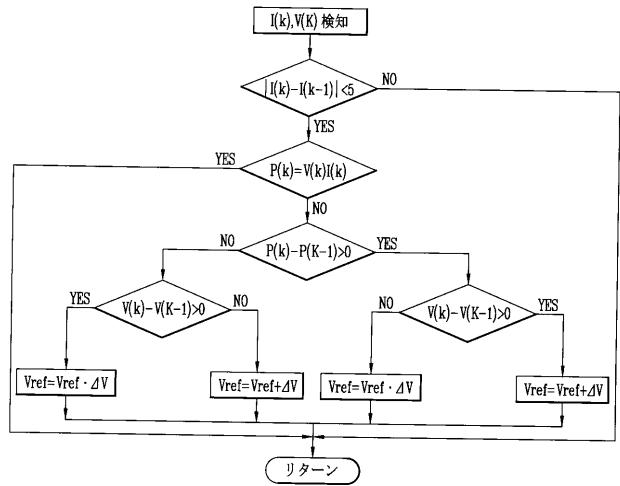 I(k),V(K) 検知
|I(k)-I(k-1)|<5
NO
YES
YES
P(k)=V(k)I(k)
NO
NO
P(k)-P(K-1)>0
YES
YES
V(k)-V(K-1)>0
NO
NO
V(k)-V(K-1)>0
YES
Vref=Vref・ΔV
Vref=Vref+ΔV
Vref=Vref・ΔV
Vref=Vref+ΔV
リターン